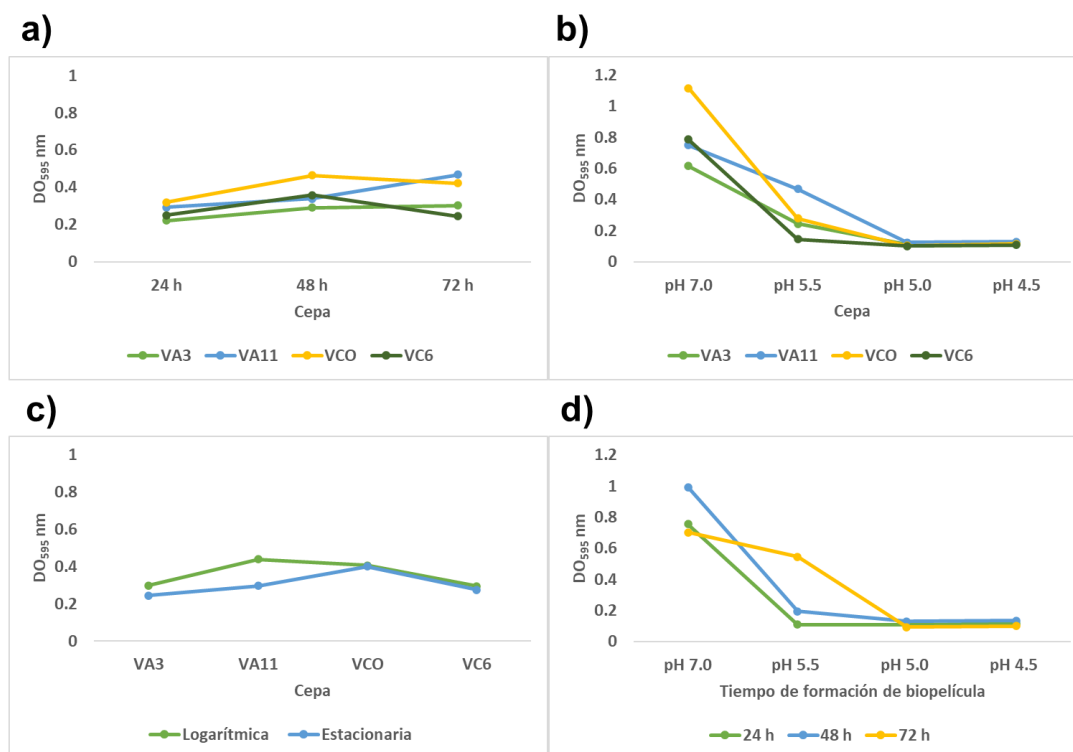 a)
1
0.8
0.6
0.4
0.2
0
DO595 nm
24 h 48 h 72 h
Cepa
VA3 VA11 VCO VC6
b)
1.2
1
0.8
0.6
0.4
0.2
0
DO595 nm
pH 7.0 pH 5.5 pH 5.0 pH 4.5
Cepa
VA3 VA11 VCO VC6
c)
1
0.8
0.6
0.4
0.2
0
DO595 nm
VA3 VA11 VCO VC6
Cepa
Logarítmica Estacionaria
d)
1.2
1
0.8
0.6
0.4
0.2
0
DO595 nm
pH 7.0 pH 5.5 pH 5.0 pH 4.5
Tiempo de formación de biopelícula
24 h 48 h 72 h